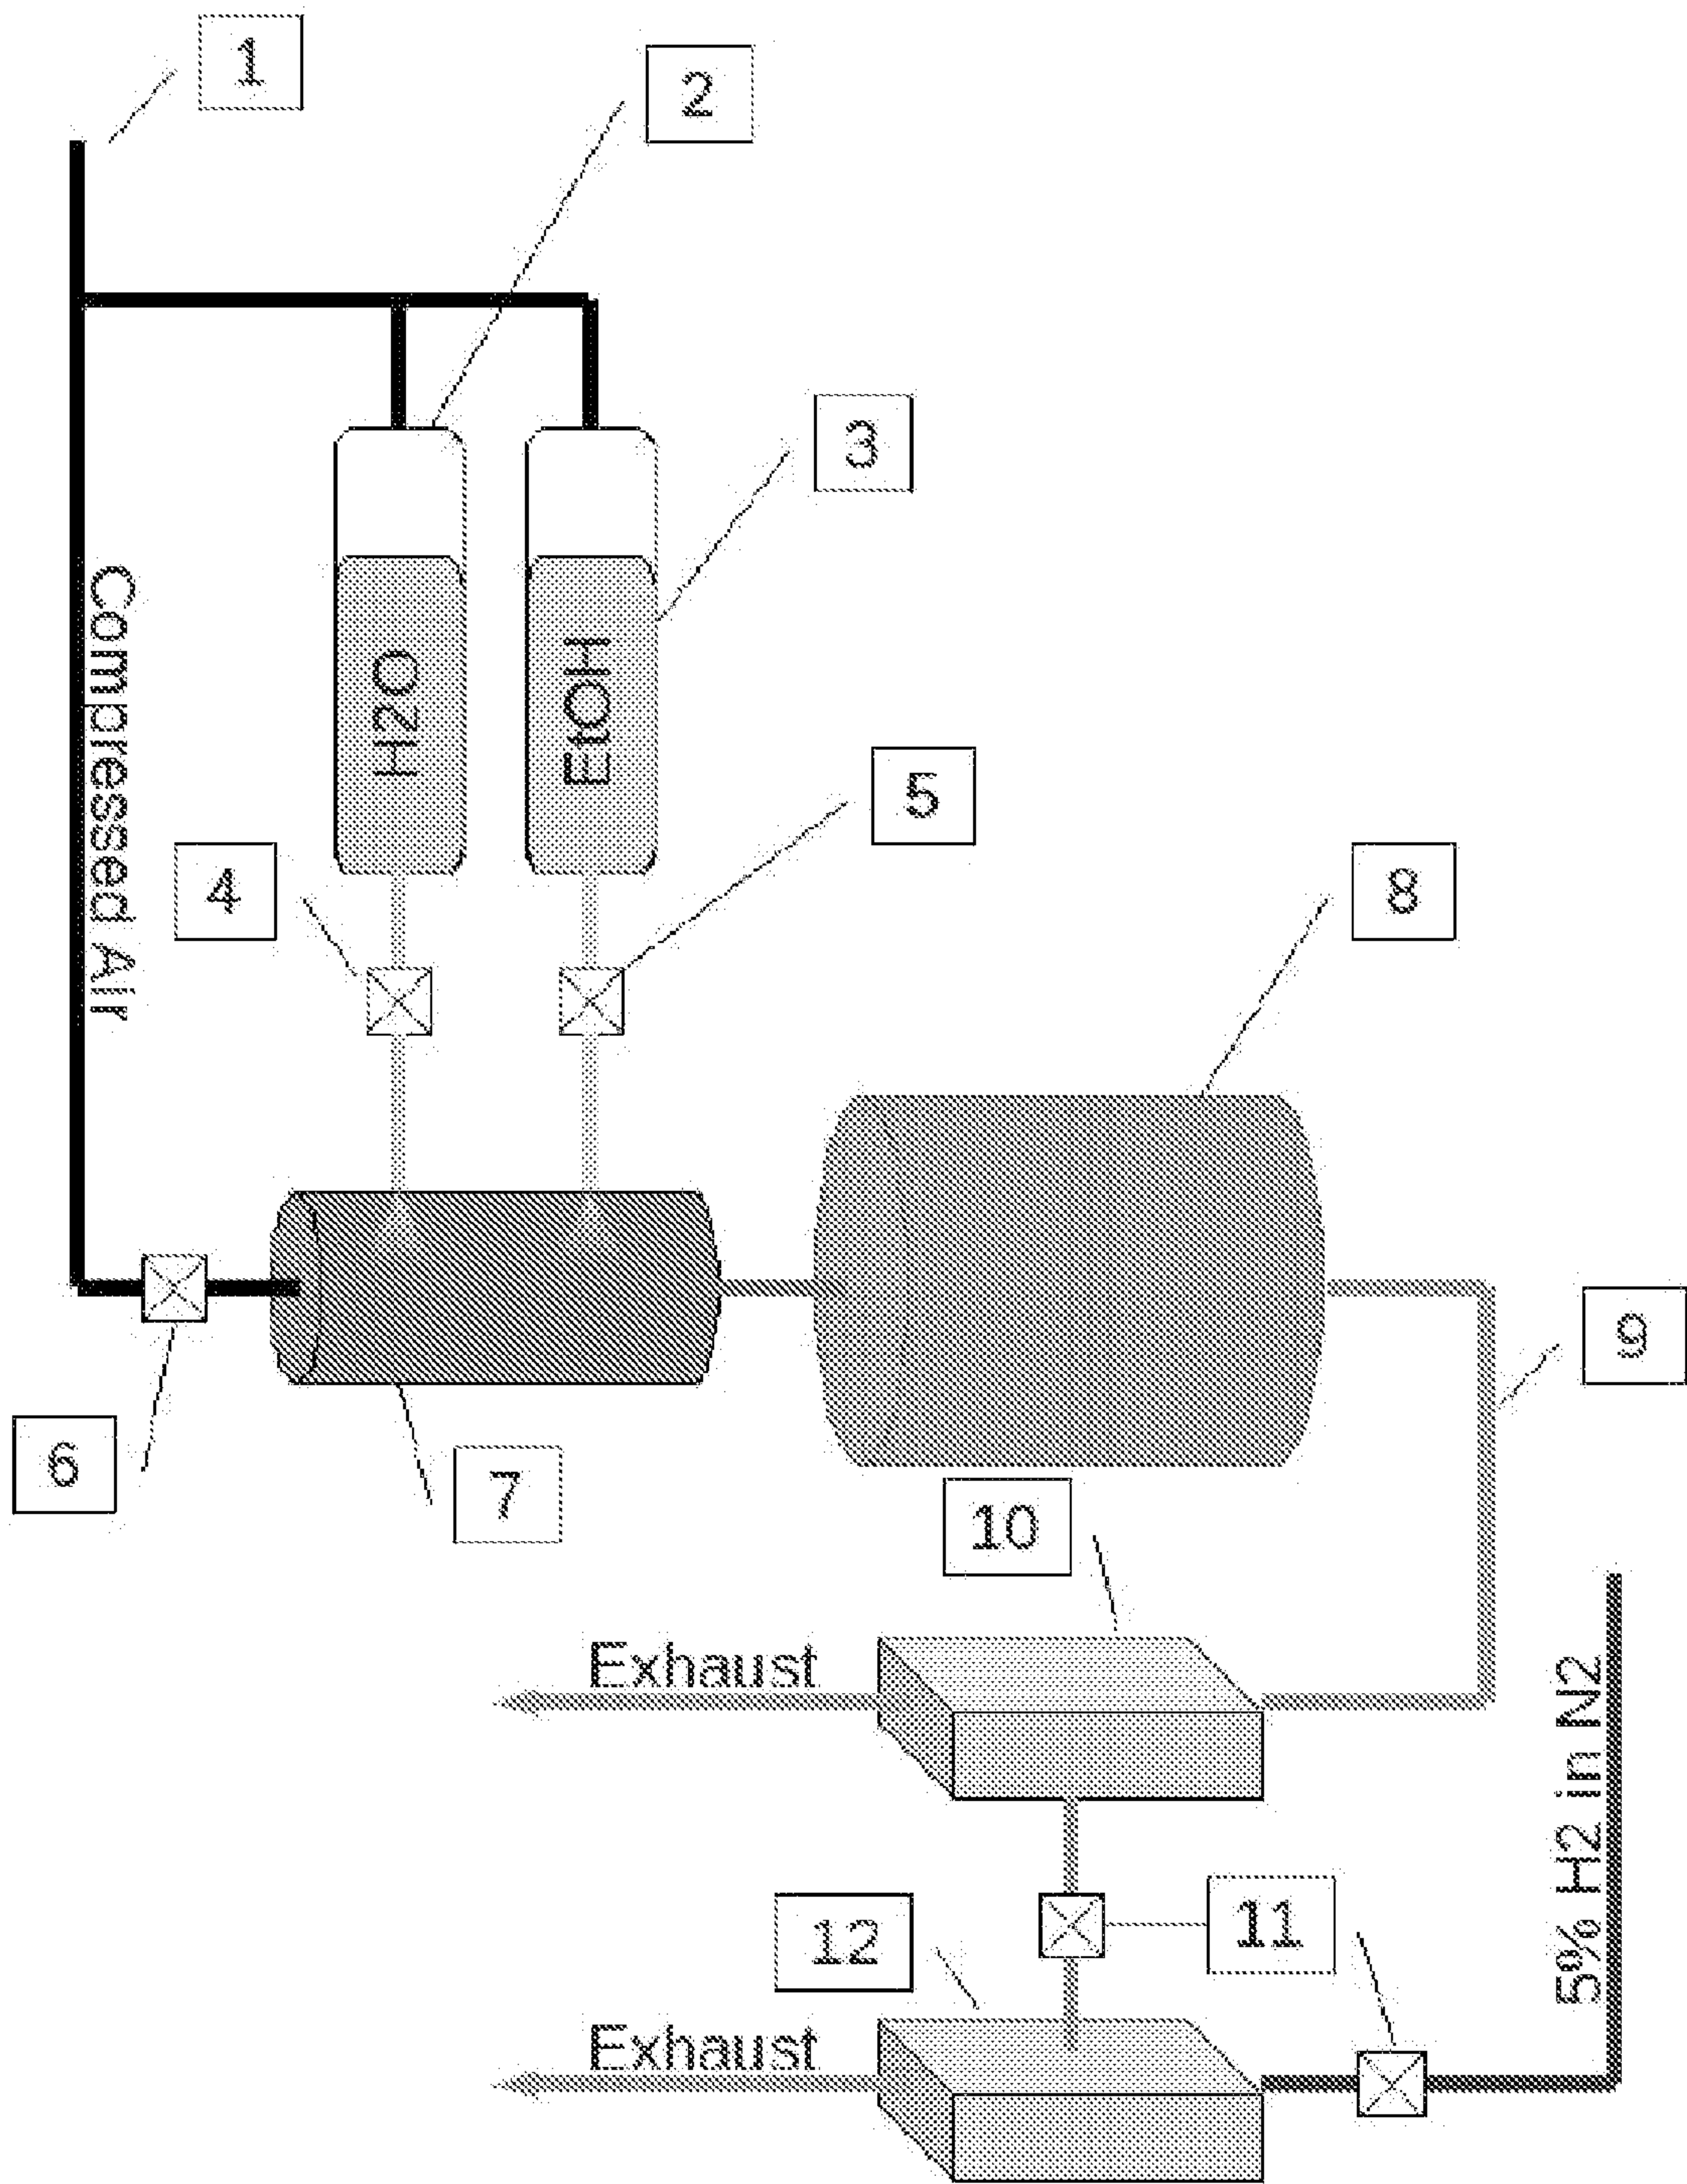 1
2
3
Compressed Air
H2O
EtOH
5
4
8
9
6
7
10
Exhaust
5% H2 in N2
12
11
Exhaust